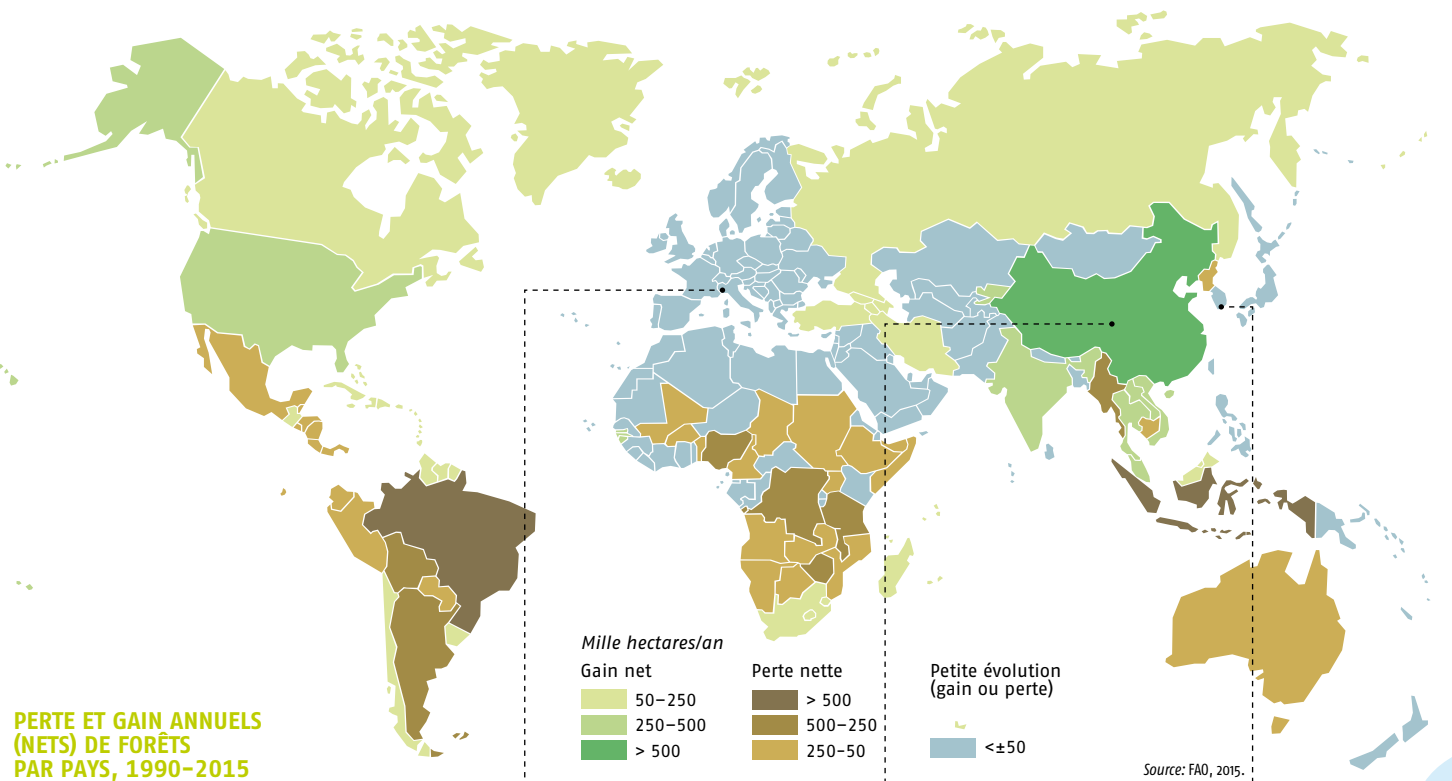 Mille hectares/an
Gain net
50–250
250–500
> 500
Perte nette
> 500
500–250
250–50
Petite évolution
(gain ou perte)
<±50
PERTE ET GAIN ANNUELS
(NETS) DE FORÊTS
PAR PAYS, 1990–2015
Source: FAO, 2015.